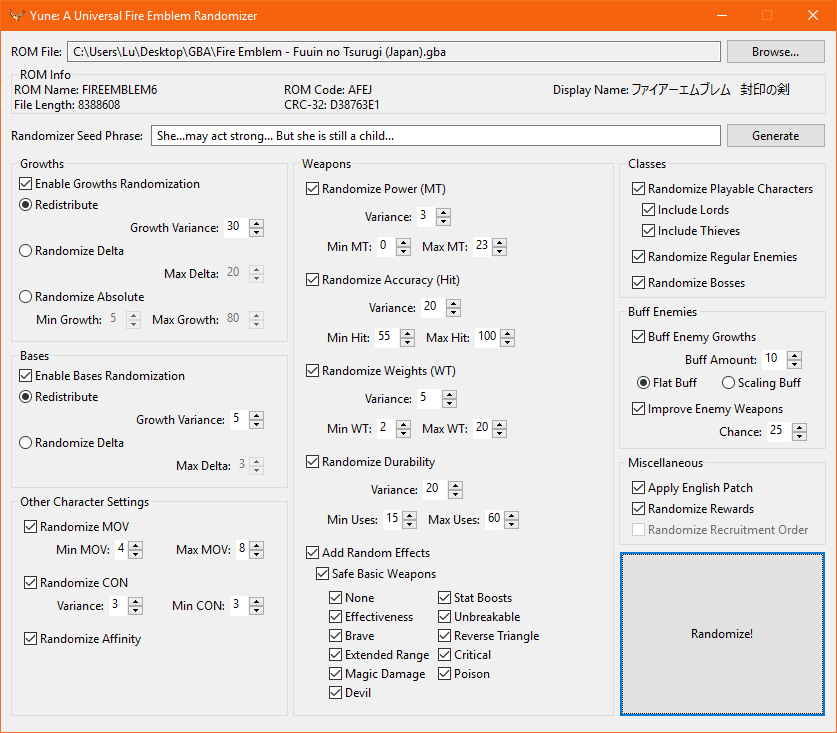 Yune: A Universal Fire Emblem Randomizer
ROM File: C:\Users\Lu\Desktop\GBA\Fire Emblem - Fuuin no Tsurugi (Japan).gba Browse...
ROM Info
ROM Name: FIREEMBLEM6 ROM Code: AFEJ Display Name: ファイアーエムブレム　封印の剣
File Length: 8388608 CRC-32: D38763E1
Randomizer Seed Phrase: She...may act strong... But she is still a child... Generate
Growths
Enable Growths Randomization
Redistribute
Growth Variance: 30
Randomize Delta
Max Delta: 20
Randomize Absolute
Min Growth: 5 Max Growth: 80
Bases
Enable Bases Randomization
Redistribute
Growth Variance: 5
Randomize Delta
Max Delta: 3
Other Character Settings
Randomize MOV
Min MOV: 4 Max MOV: 8
Randomize CON
Variance: 3 Min CON: 3
Randomize Affinity
Weapons
Randomize Power (MT)
Variance: 3
Min MT: 0 Max MT: 23
Randomize Accuracy (Hit)
Variance: 20
Min Hit: 55 Max Hit: 100
Randomize Weights (WT)
Variance: 5
Min WT: 2 Max WT: 20
Randomize Durability
Variance: 20
Min Uses: 15 Max Uses: 60
Add Random Effects
Safe Basic Weapons
None Stat Boosts
Effectiveness Unbreakable
Brave Reverse Triangle
Extended Range Critical
Magic Damage Poison
Devil
Classes
Randomize Playable Characters
Include Lords
Include Thieves
Randomize Regular Enemies
Randomize Bosses
Buff Enemies
Buff Enemy Growths
Buff Amount: 10
Flat Buff Scaling Buff
Improve Enemy Weapons
Chance: 25
Miscellaneous
Apply English Patch
Randomize Rewards
Randomize Recruitment Order
Randomize!